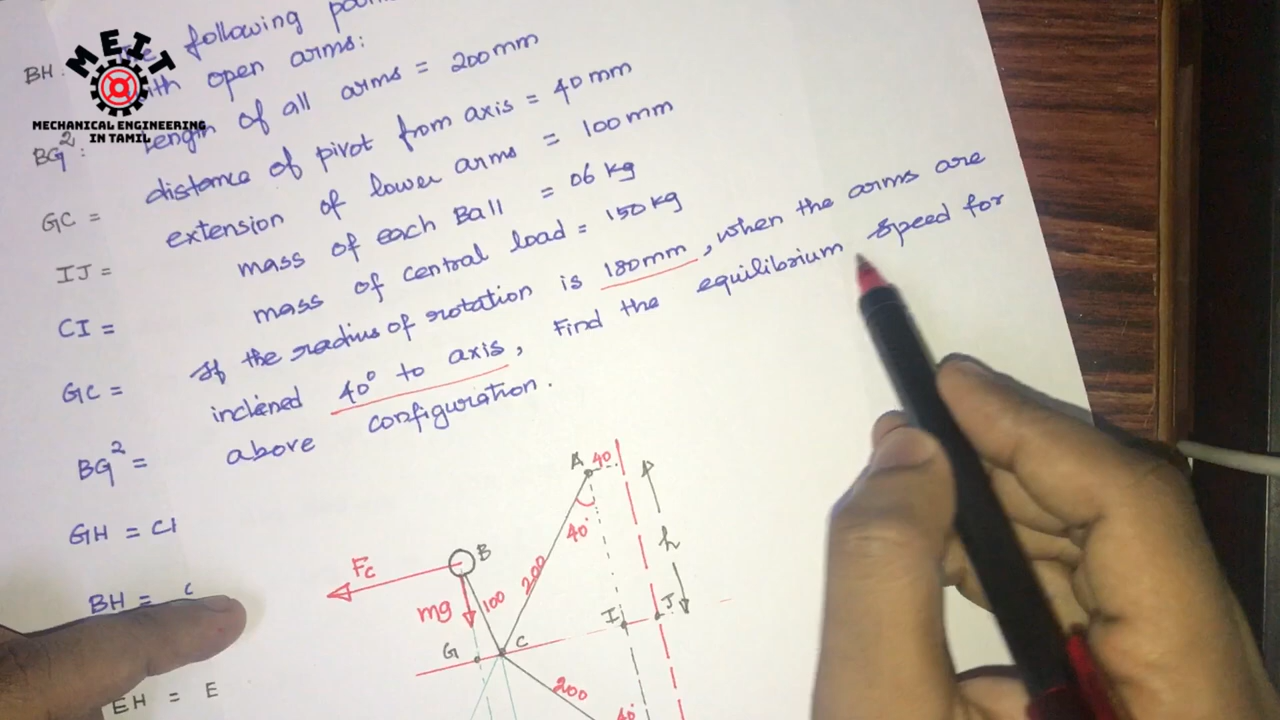 MEIT
MECHANICAL ENGINEERING
IN TAMIL
following
with open arms:
Length of all arms = 200mm
distance of pivot from axis = 40 mm
extension of lower arms = 100 mm
mass of each Ball = 06 kg
mass of central load = 150 kg
If the radius of rotation is 180mm, when the arms are
inclined 40° to axis, Find the equilibrium speed for
above configuration.
BH
BG²:
GC =
IJ =
CI =
GC =
BG² =
GH = CI
BH =
EH = E
A
40
40°
h
Fc
B
200
mg
100
I
J
G
C
200
40°